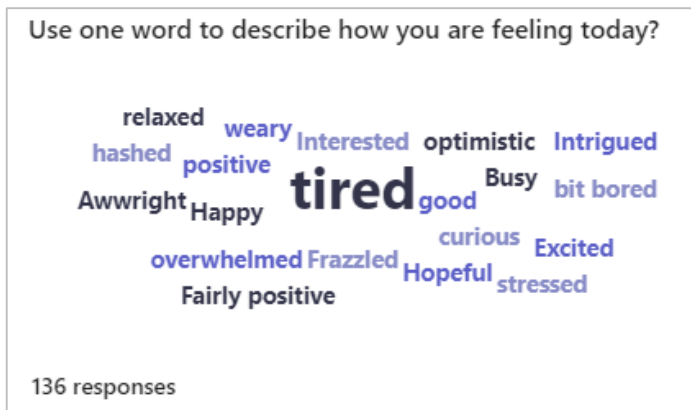 Use one word to describe how you are feeling today?
relaxed
weary
Interested
optimistic
Intrigued
hashed
positive
tired
good
Busy
bit bored
Awwright
Happy
curious
Excited
overwhelmed
Frazzled
Hopeful
stressed
Fairly positive
136 responses